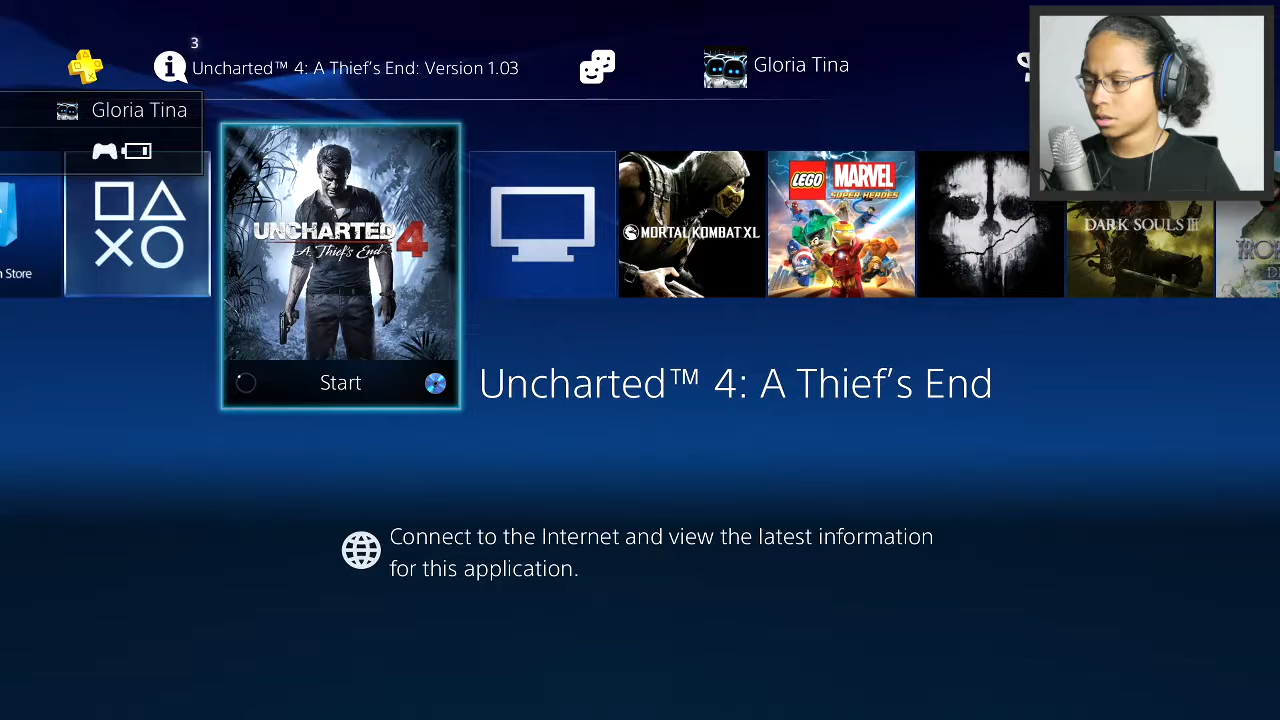 3
Uncharted™ 4: A Thief's End: Version 1.03
Gloria Tina
Gloria Tina
Store
UNCHARTED 4
A Thief's End
MORTAL KOMBAT XL
LEGO MARVEL
SUPER HEROES
DARK SOULS III
Start
Uncharted™ 4: A Thief's End
Connect to the Internet and view the latest information
for this application.